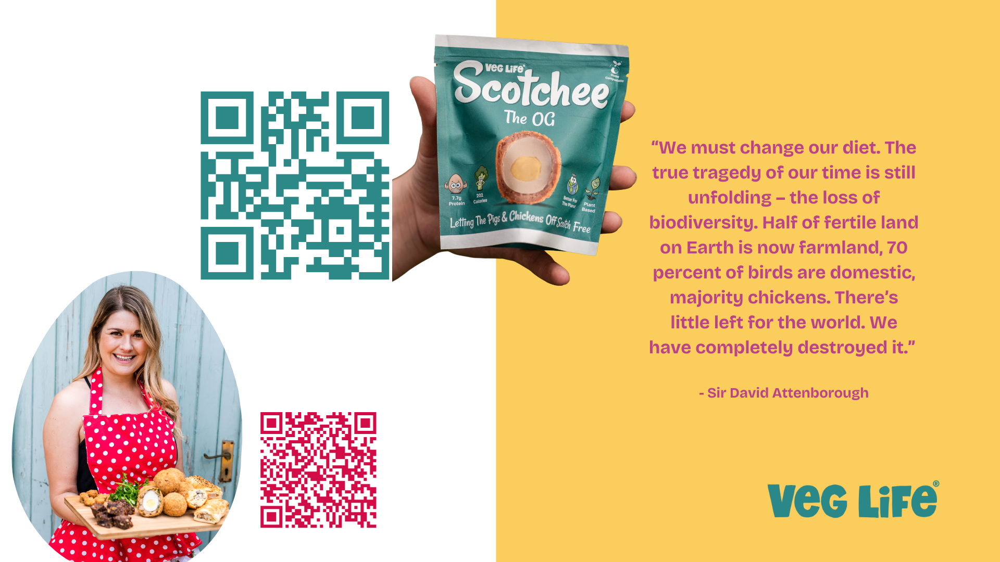 VEG LiFe®
Scotchee
The OG
Home
Compostable
7.7g
Protein
202
Calories
Better For
The Planet
Plant
Based
Letting The Pigs & Chickens Off Scotch Free
“We must change our diet. The
true tragedy of our time is still
unfolding – the loss of
biodiversity. Half of fertile land
on Earth is now farmland, 70
percent of birds are domestic,
majority chickens. There’s
little left for the world. We
have completely destroyed it.”
- Sir David Attenborough
VeG LiFe®